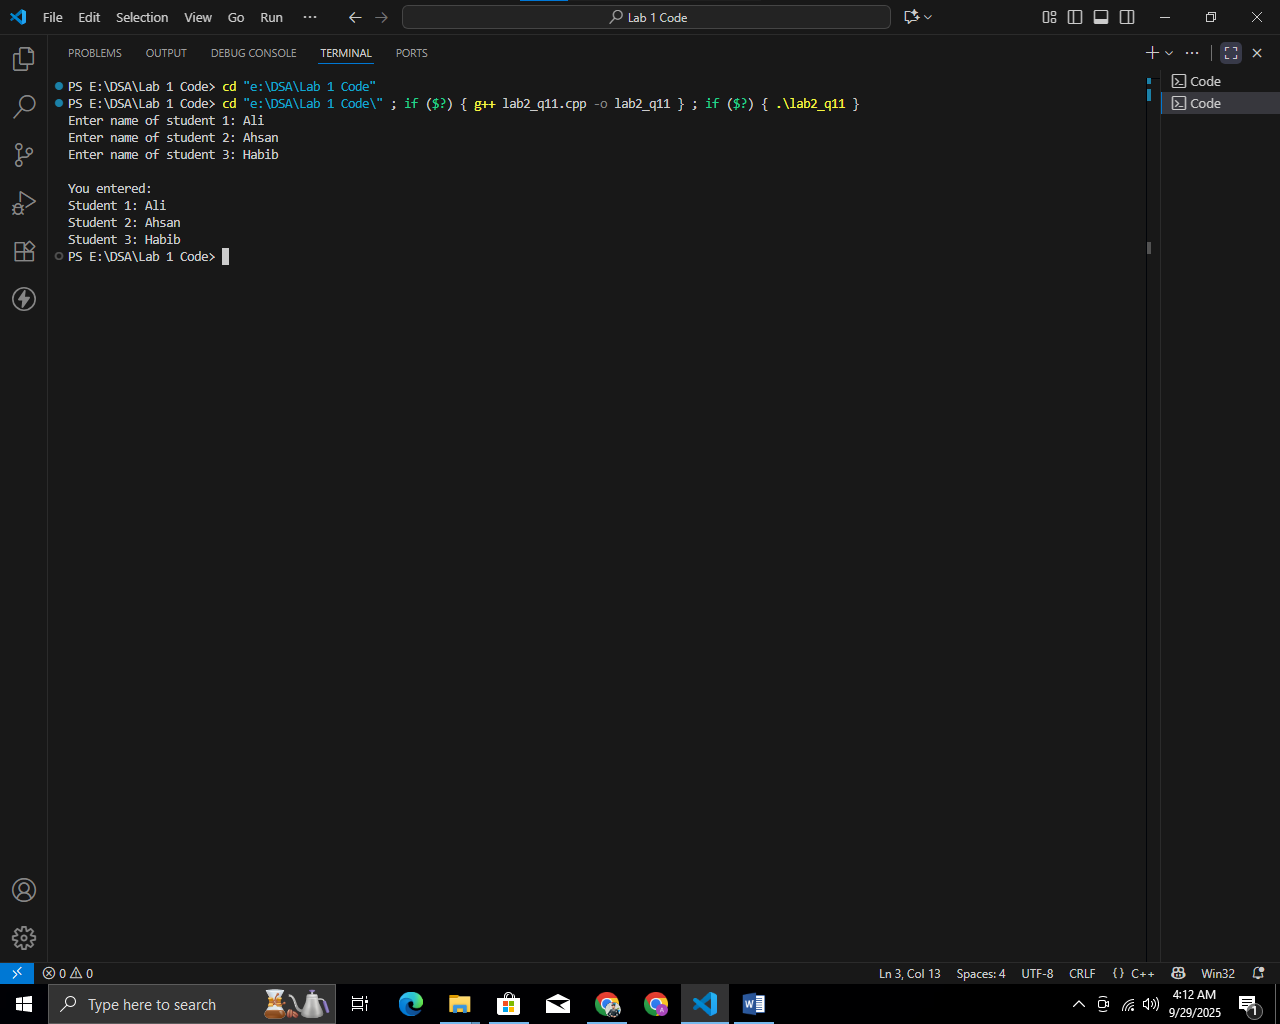 File Edit Selection View Go Run ··· Lab 1 Code
PROBLEMS OUTPUT DEBUG CONSOLE TERMINAL PORTS
PS E:\DSA\Lab 1 Code> cd "e:\DSA\Lab 1 Code"
PS E:\DSA\Lab 1 Code> cd "e:\DSA\Lab 1 Code\" ; if ($?) { g++ lab2_q11.cpp -o lab2_q11 } ; if ($?) { .\lab2_q11 }
Enter name of student 1: Ali
Enter name of student 2: Ahsan
Enter name of student 3: Habib
You entered:
Student 1: Ali
Student 2: Ahsan
Student 3: Habib
PS E:\DSA\Lab 1 Code>
Code
Code
0 0 Ln 3, Col 13 Spaces: 4 UTF-8 CRLF {} C++ Win32
Type here to search
4:12 AM
9/29/2025
1